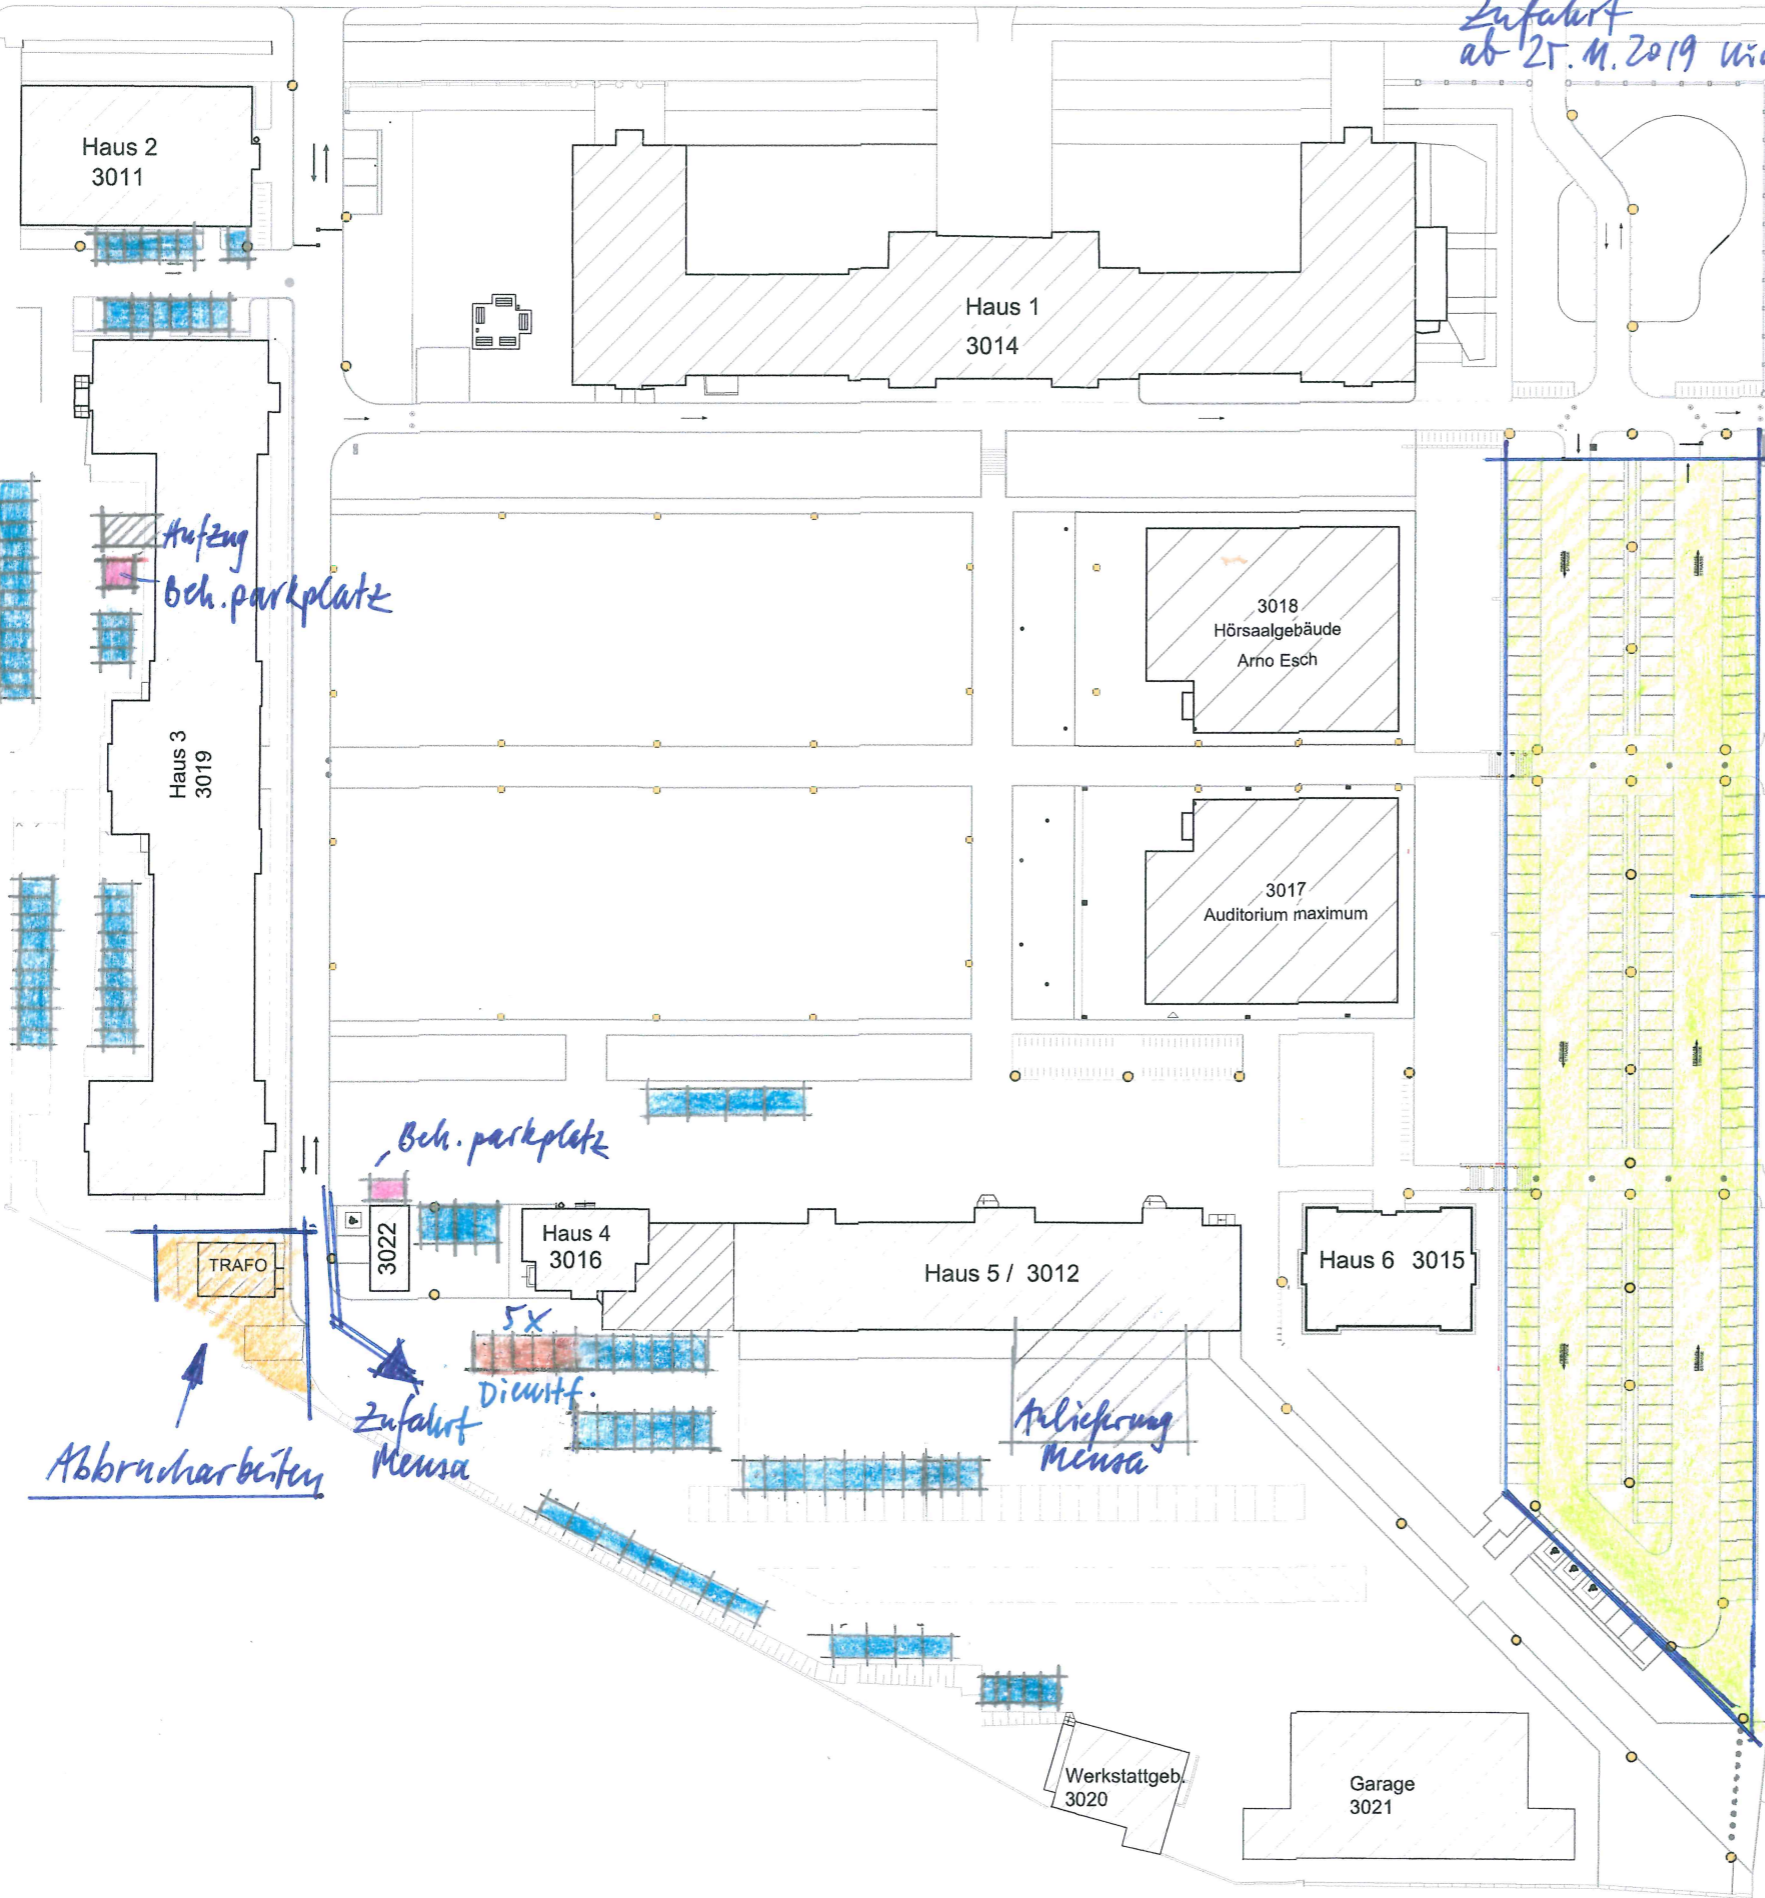 Zufahrt
ab 25.11.2019
Haus 2
3011
Haus 1
3014
Aufzug
Beh.parkplatz
3018
Hörsaalgebäude
Arno Esch
Haus 3
3019
3017
Auditorium maximum
Beh.parkplatz
3022
Haus 4
3016
Haus 5 / 3012
Haus 6 3015
TRAFO
5X
Dienstf.
Zufahrt
Mensa
Anlieferung
Mensa
Abbrucharbeiten
Werkstattgeb.
3020
Garage
3021